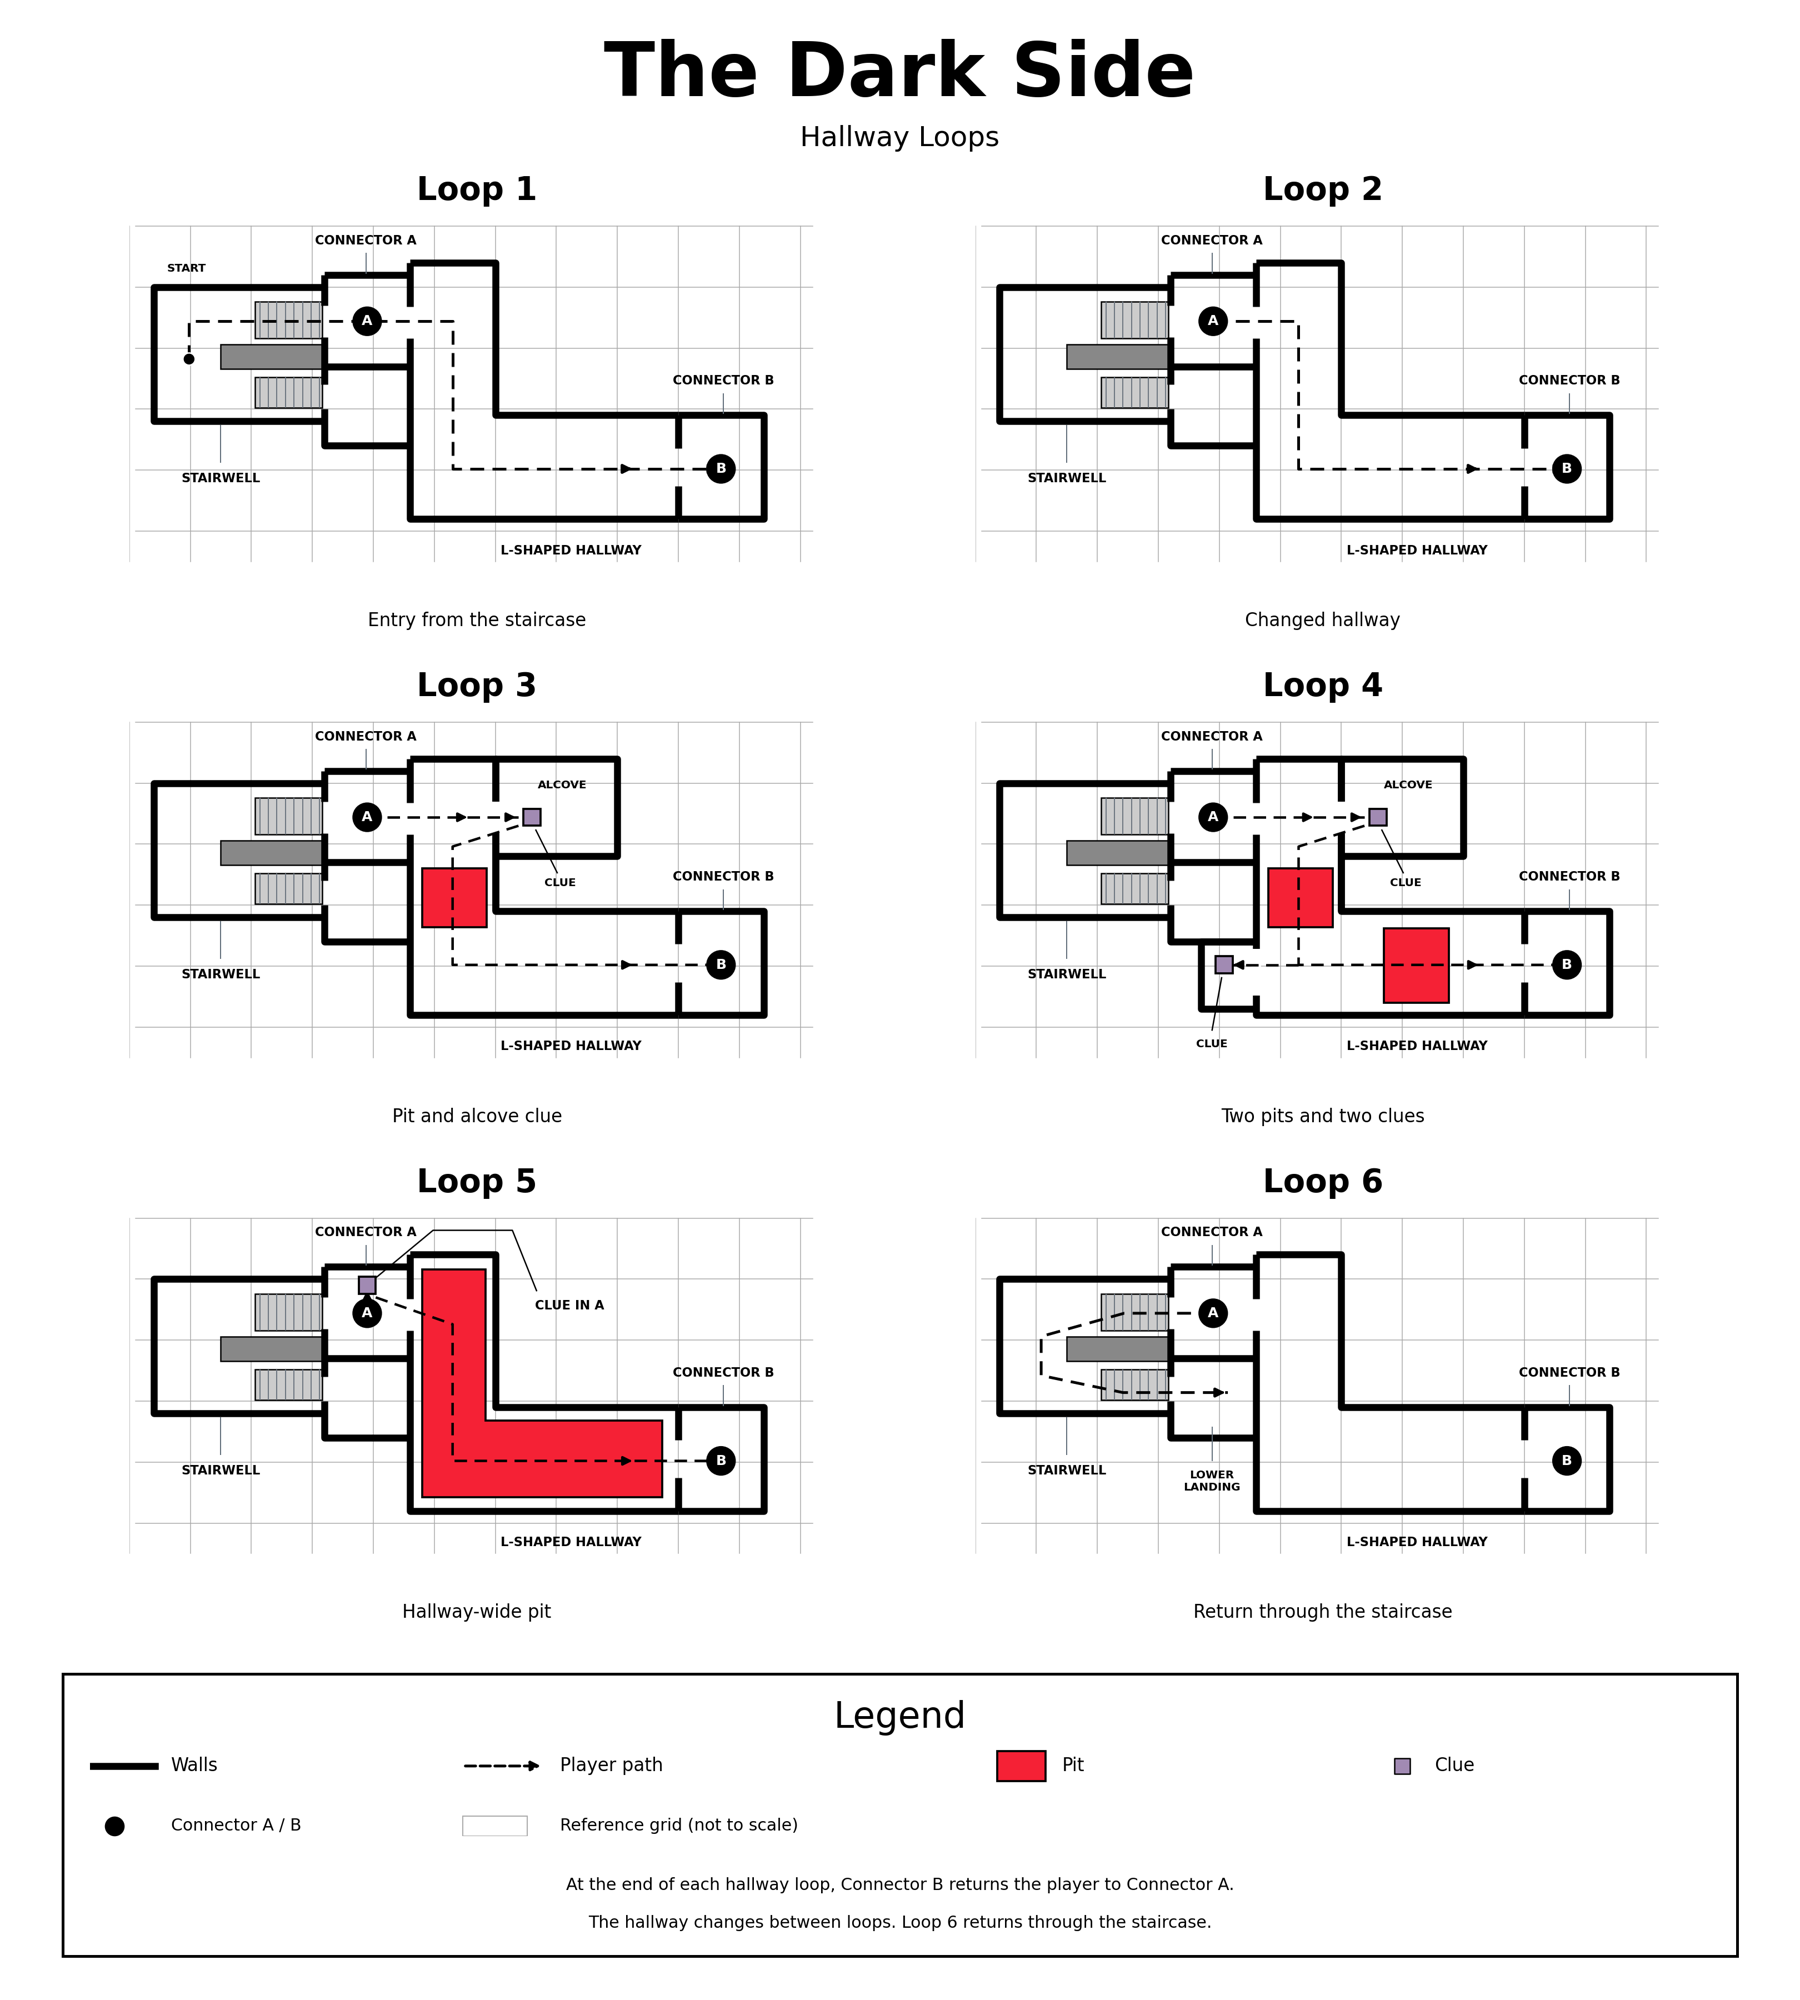 The Dark Side
Hallway Loops
Loop 1
CONNECTOR A
START
A
CONNECTOR B
B
STAIRWELL
L-SHAPED HALLWAY
Entry from the staircase
Loop 2
CONNECTOR A
A
CONNECTOR B
B
STAIRWELL
L-SHAPED HALLWAY
Changed hallway
Loop 3
CONNECTOR A
ALCOVE
A
CLUE
CONNECTOR B
B
STAIRWELL
L-SHAPED HALLWAY
Pit and alcove clue
Loop 4
CONNECTOR A
ALCOVE
A
CLUE
CONNECTOR B
B
STAIRWELL
CLUE
L-SHAPED HALLWAY
Two pits and two clues
Loop 5
CONNECTOR A
CLUE IN A
A
CONNECTOR B
B
STAIRWELL
L-SHAPED HALLWAY
Hallway-wide pit
Loop 6
CONNECTOR A
A
CONNECTOR B
B
STAIRWELL
LOWER
LANDING
L-SHAPED HALLWAY
Return through the staircase
Legend
Walls
Player path
Pit
Clue
Connector A / B
Reference grid (not to scale)
At the end of each hallway loop, Connector B returns the player to Connector A.
The hallway changes between loops. Loop 6 returns through the staircase.